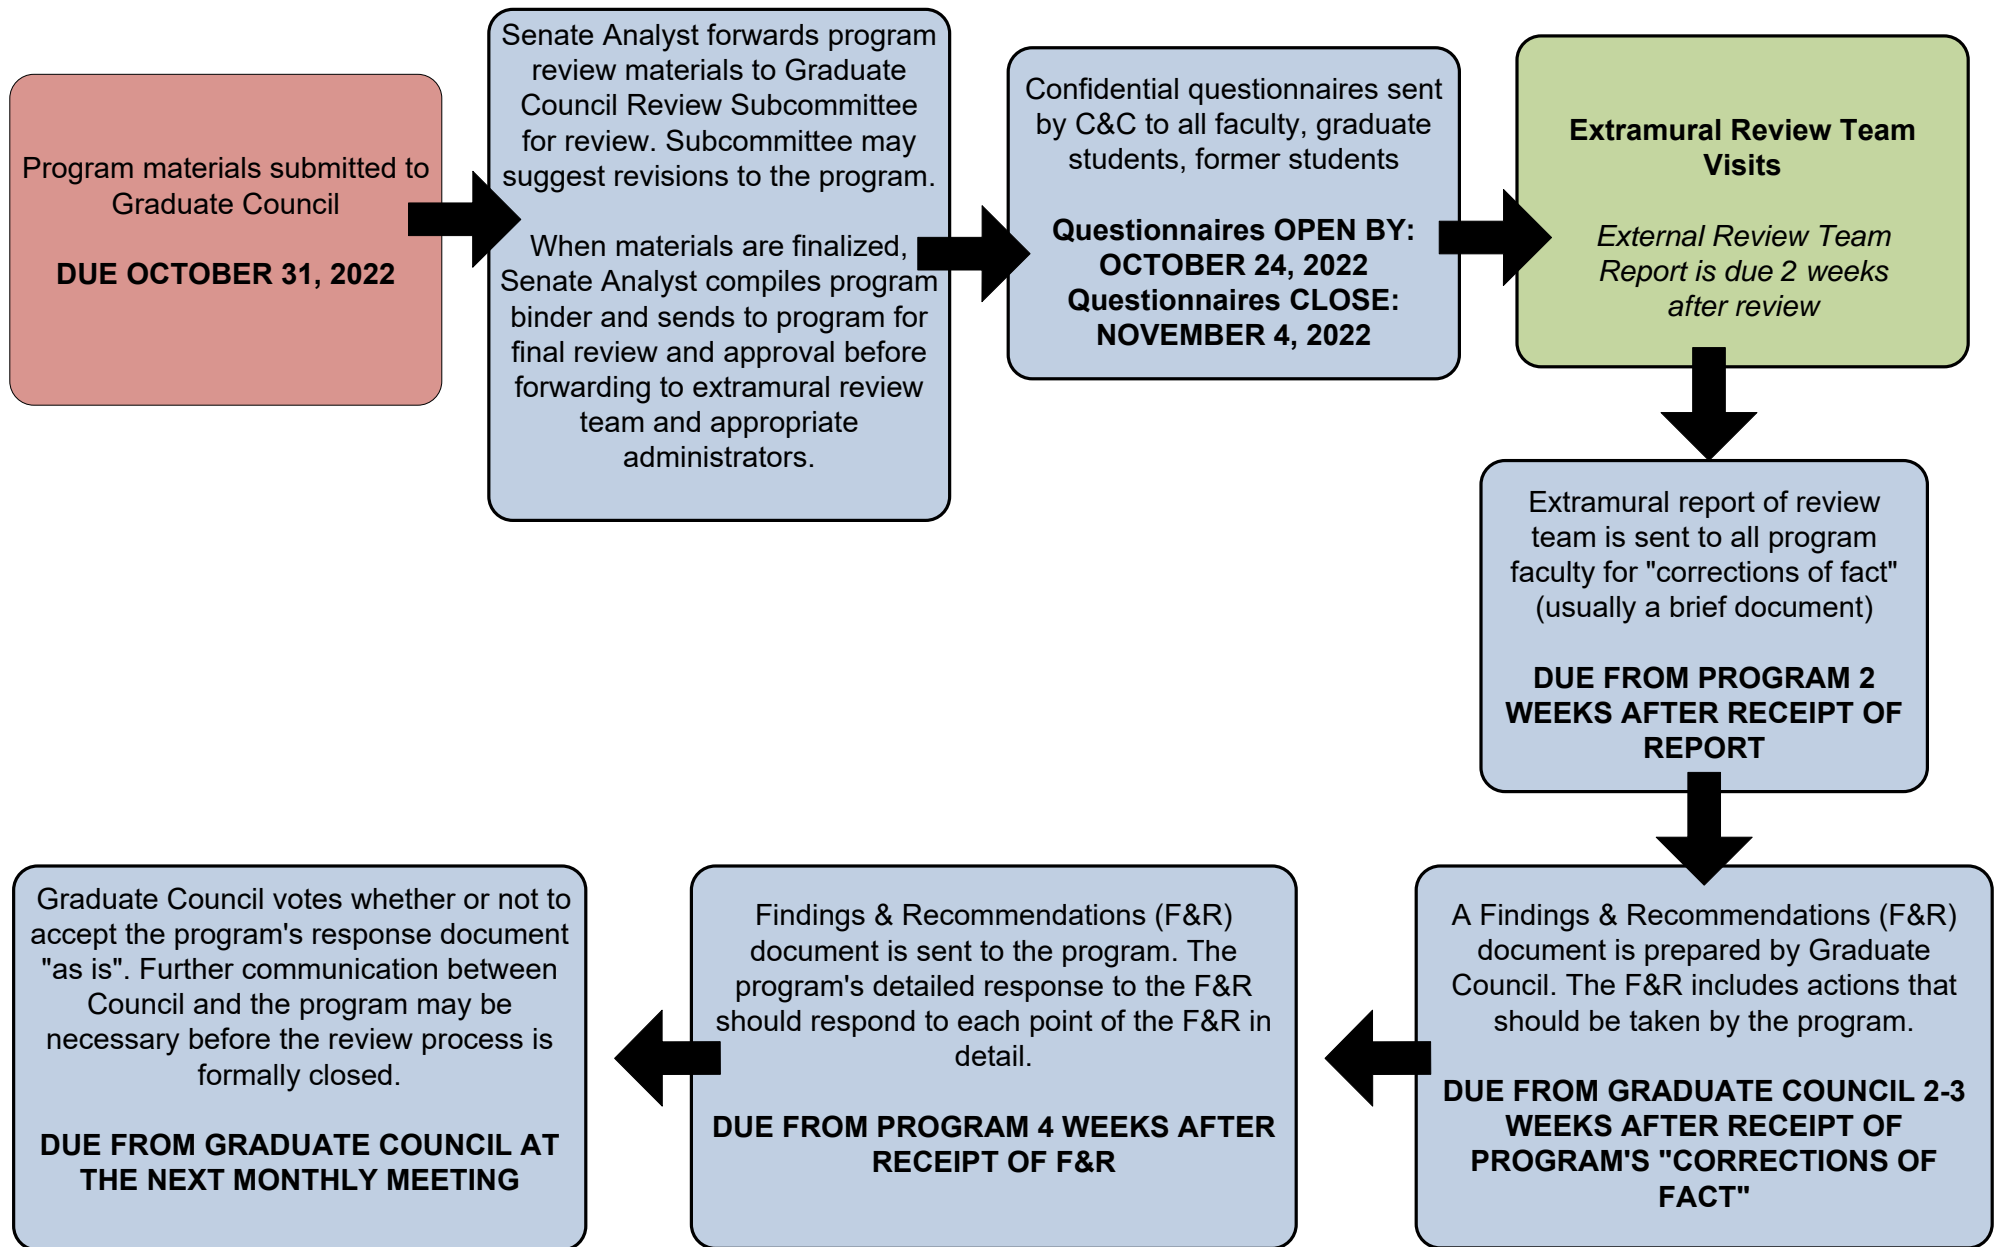 Program materials submitted to
Graduate Council
DUE OCTOBER 31, 2022
Senate Analyst forwards program
review materials to Graduate
Council Review Subcommittee
for review. Subcommittee may
suggest revisions to the program.
When materials are finalized,
Senate Analyst compiles program
binder and sends to program for
final review and approval before
forwarding to extramural review
team and appropriate
administrators.
Confidential questionnaires sent
by C&C to all faculty, graduate
students, former students
Questionnaires OPEN BY:
OCTOBER 24, 2022
Questionnaires CLOSE:
NOVEMBER 4, 2022
Extramural Review Team
Visits
External Review Team
Report is due 2 weeks
after review
Extramural report of review
team is sent to all program
faculty for "corrections of fact"
(usually a brief document)
DUE FROM PROGRAM 2
WEEKS AFTER RECEIPT OF
REPORT
A Findings & Recommendations (F&R)
document is prepared by Graduate
Council. The F&R includes actions that
should be taken by the program.
DUE FROM GRADUATE COUNCIL 2-3
WEEKS AFTER RECEIPT OF
PROGRAM'S "CORRECTIONS OF
FACT"
Findings & Recommendations (F&R)
document is sent to the program. The
program's detailed response to the F&R
should respond to each point of the F&R in
detail.
DUE FROM PROGRAM 4 WEEKS AFTER
RECEIPT OF F&R
Graduate Council votes whether or not to
accept the program's response document
"as is". Further communication between
Council and the program may be
necessary before the review process is
formally closed.
DUE FROM GRADUATE COUNCIL AT
THE NEXT MONTHLY MEETING